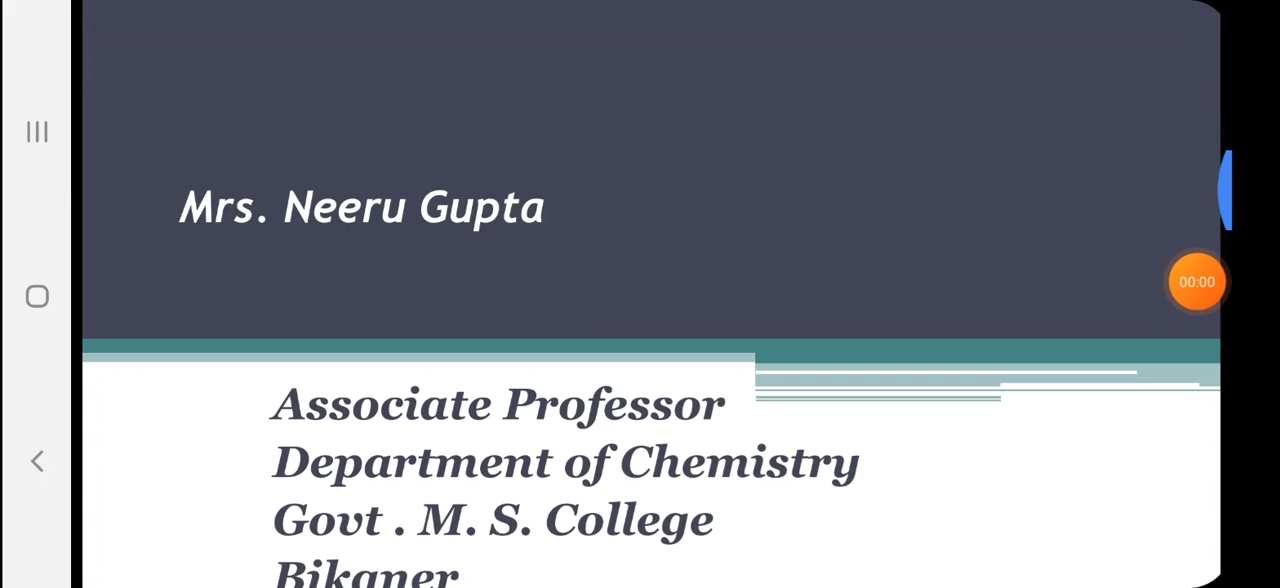 Mrs. Neeru Gupta
00:00
Associate Professor
Department of Chemistry
Govt . M. S. College
Bikaner